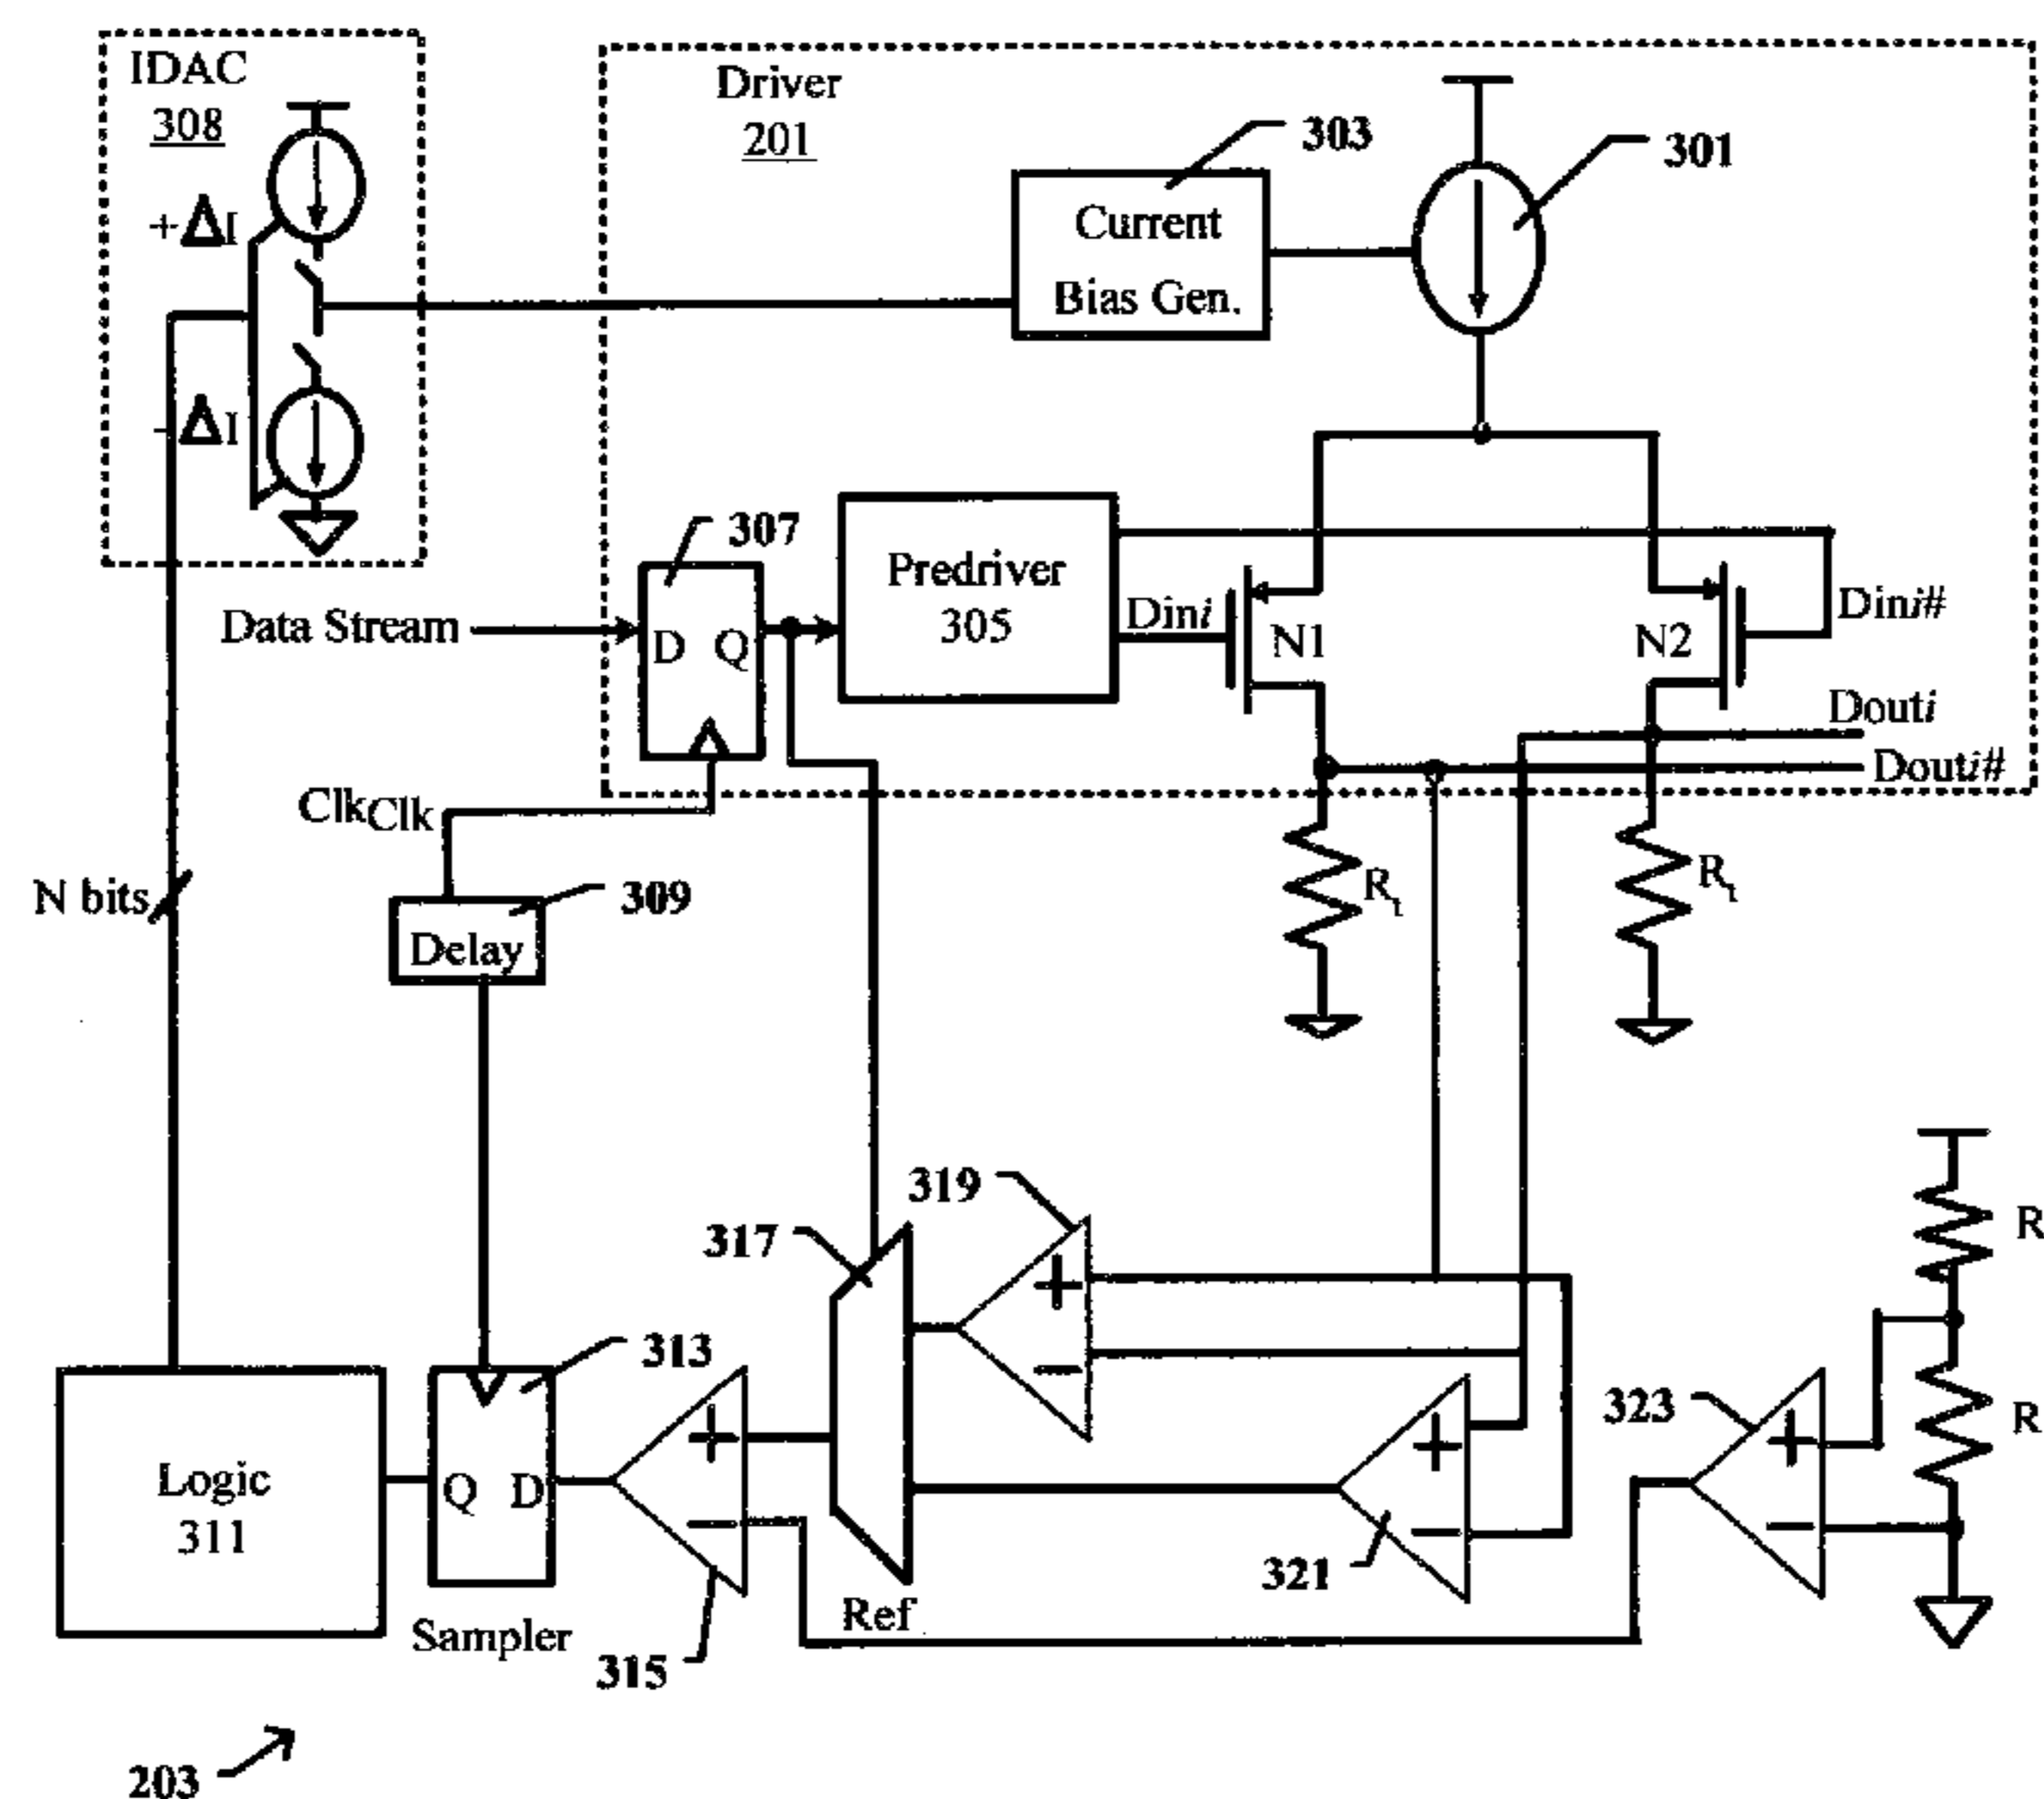 IDAC
308
+ΔI
-ΔI
Driver
201
303
301
Current
Bias Gen.
307
Data Stream
D Q
Predriver
305
Dini
N1
N2
Dini#
Douti
Douti#
ClkClk
N bits
309
Delay
Rt
Rt
319
317
R
R
313
323
Logic
311
Q D
+
−
+
−
+
−
+
−
321
Sampler
315
Ref
203